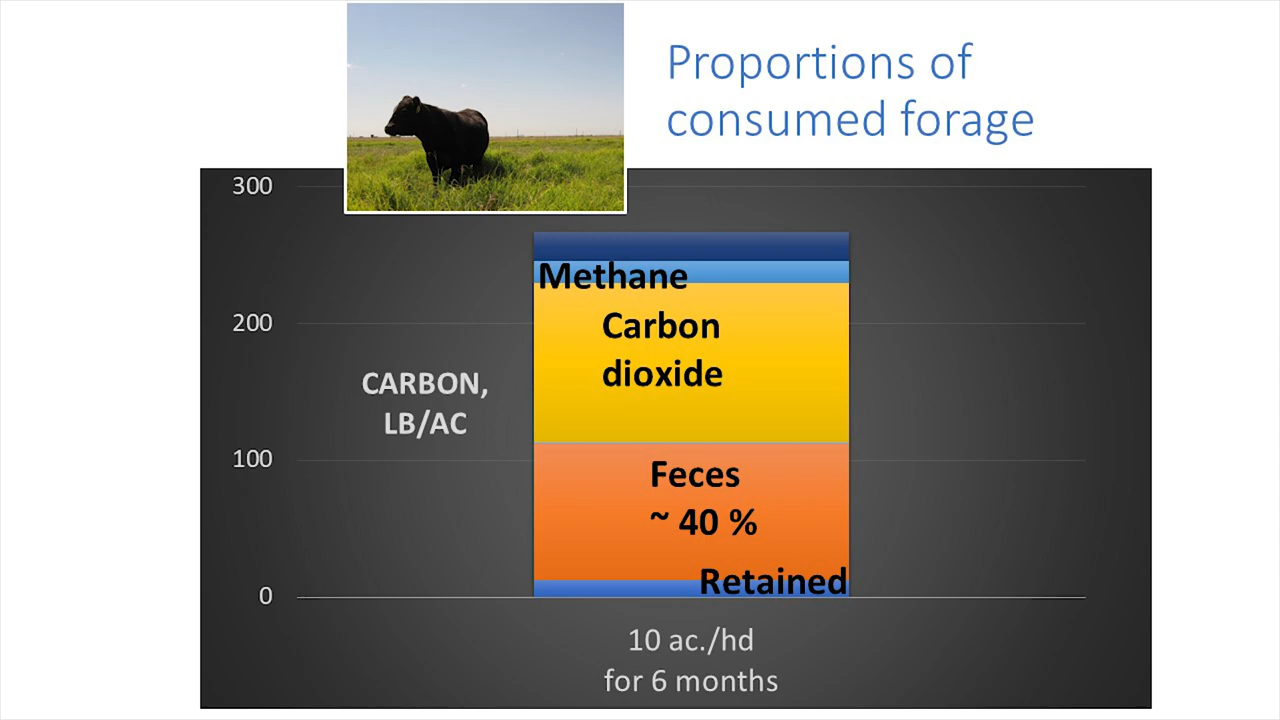 Proportions of
consumed forage
300
200
100
0
CARBON,
LB/AC
Methane
Carbon
dioxide
Feces
~ 40 %
Retained
10 ac./hd
for 6 months